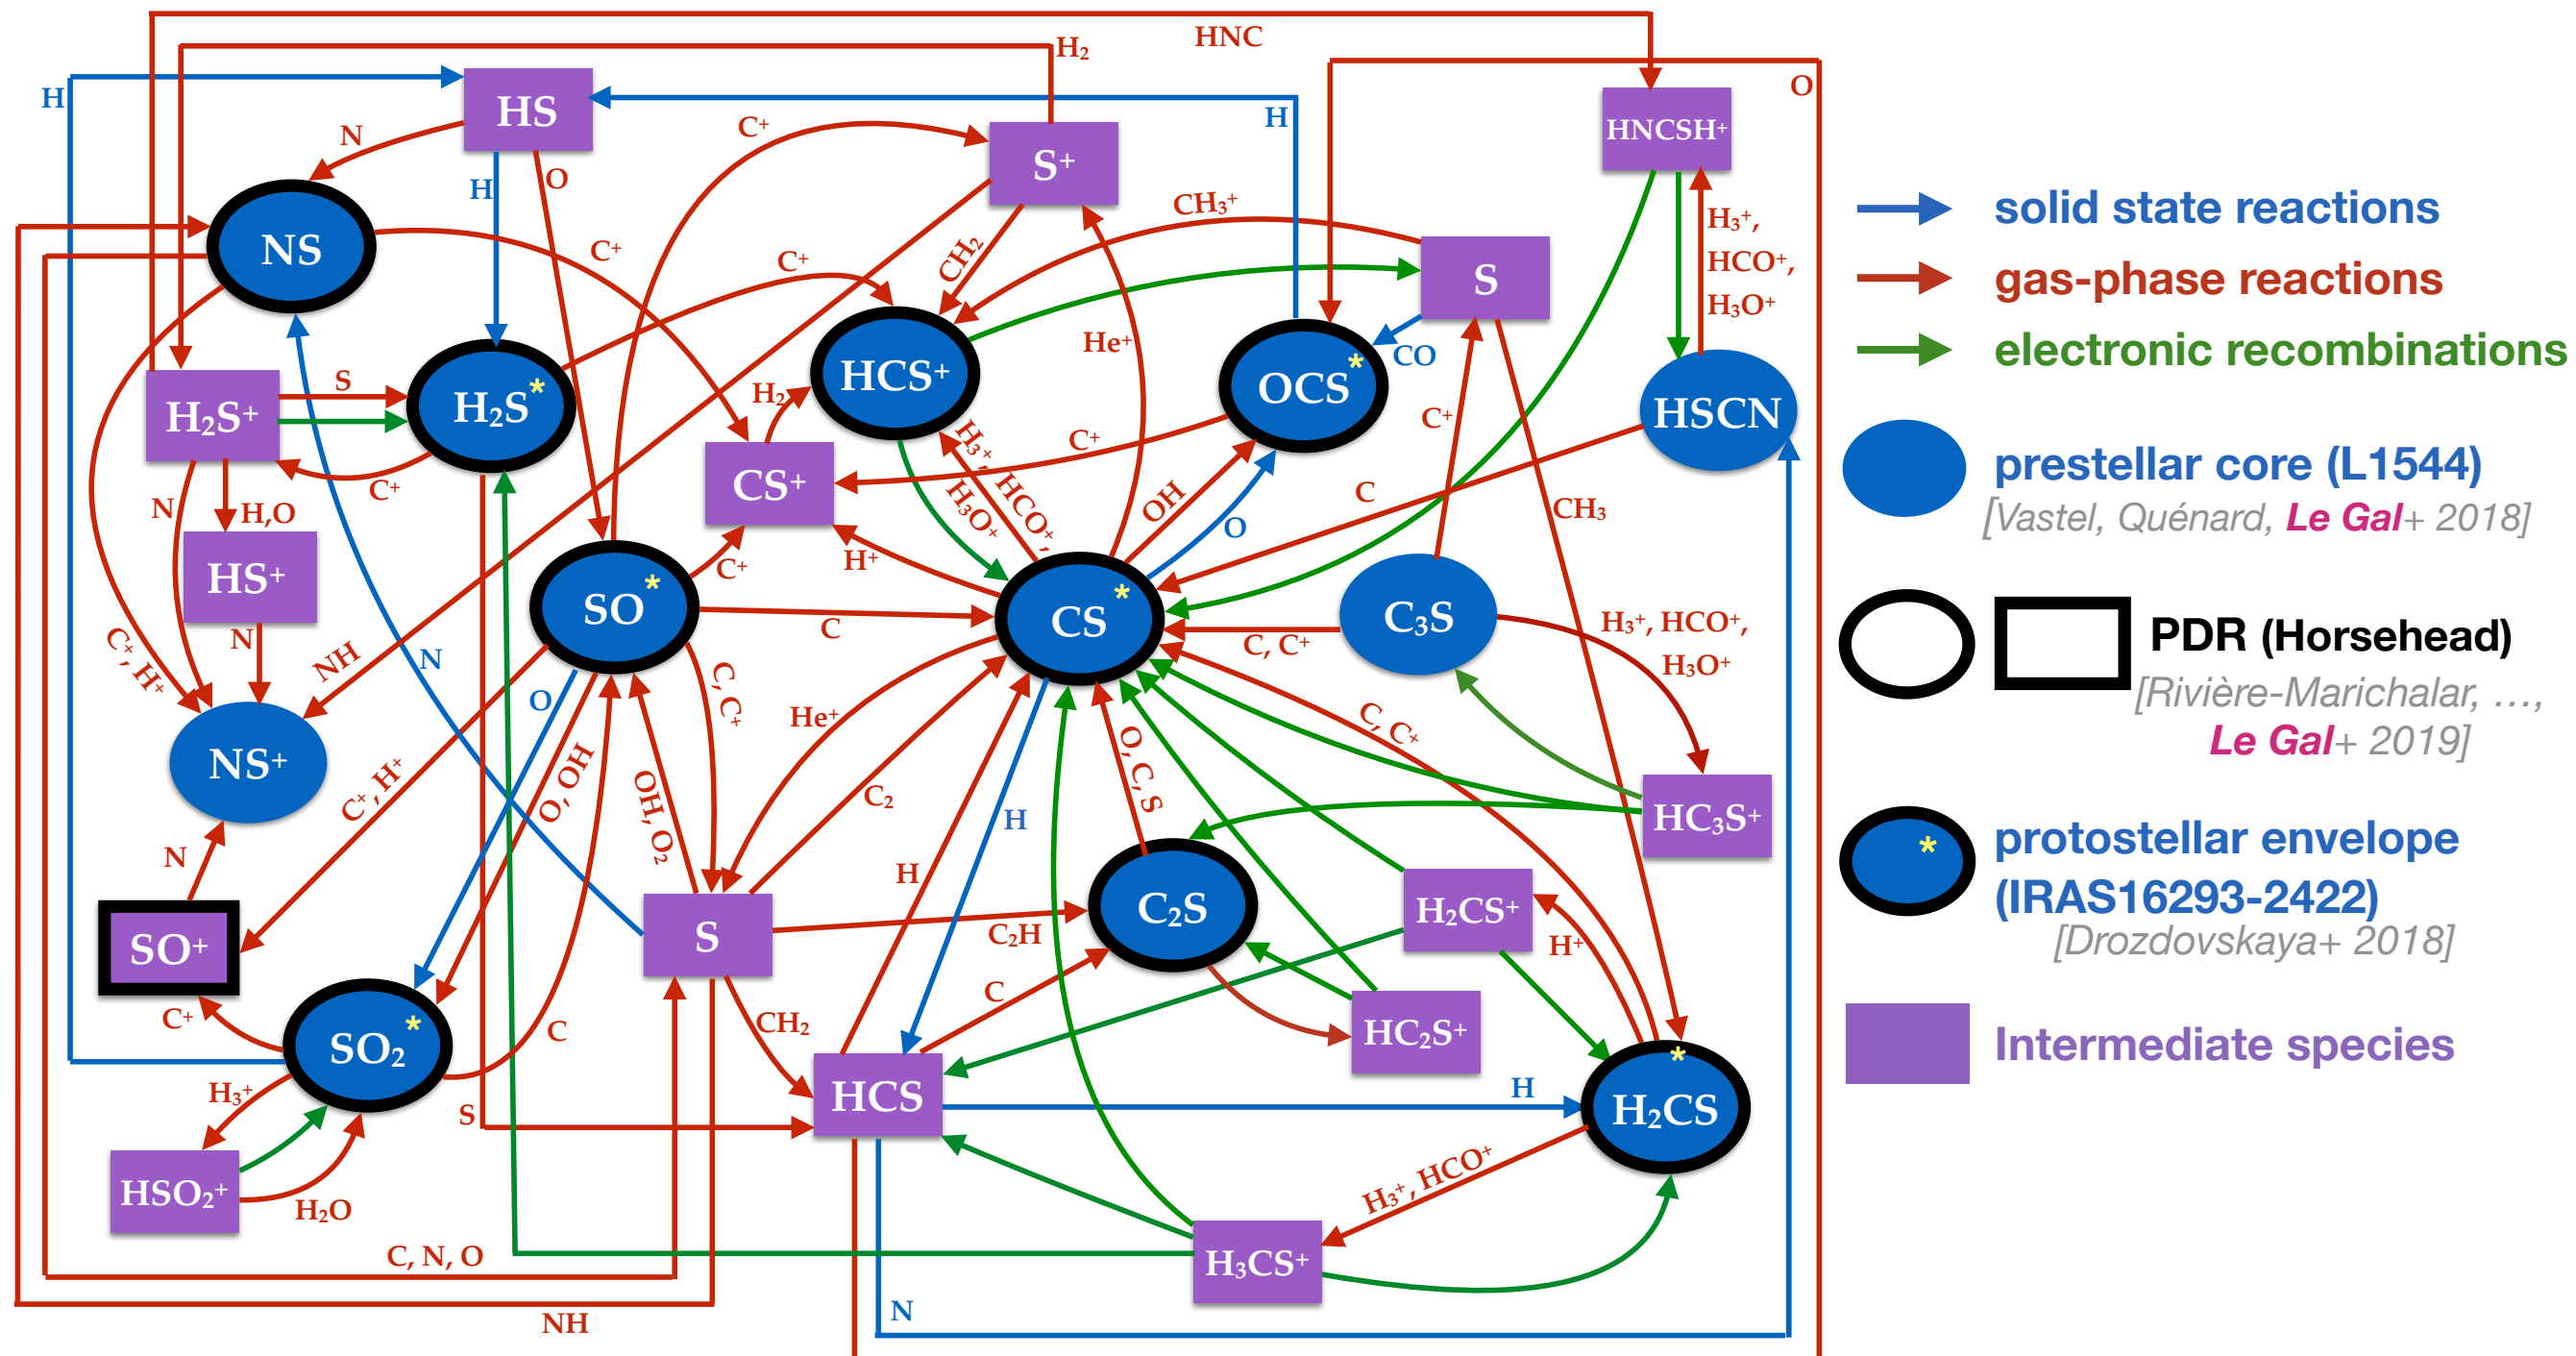 HNC
H₂
O
H
HS
H
S⁺
HNCSH⁺
C⁺
N
H
O
CH₃⁺
H₃⁺,
HCO⁺,
H₃O⁺
NS
C⁺
C⁺
CH₂
S
He⁺
CO
HCS⁺
OCS*
H₂S⁺
S
H₂S*
H₂
HSCN
C⁺
C⁺
C⁺
CS⁺
H₃⁺, HCO⁺,
H₃O⁺
OH
O
C
CH₃
N
H,O
HS⁺
C⁺
H⁺
SO*
CS*
C₃S
C
C, C⁺
H₃⁺, HCO⁺,
H₃O⁺
N
C⁺, H⁺
NH
N
O
C, C⁺
He⁺
C, C⁺
NS⁺
C⁺, H⁺
O, OH
OH, O₂
C₂
H
O, C, S
HC₃S⁺
N
H
SO⁺
S
C₂H
C₂S
H₂CS⁺
H⁺
C⁺
SO₂*
C
CH₂
C
HC₂S⁺
H₃⁺
S
HCS
H
H₂CS*
HSO₂⁺
H₂O
H₃⁺, HCO⁺
C, N, O
H₃CS⁺
NH
N
solid state reactions
gas-phase reactions
electronic recombinations
prestellar core (L1544)
[Vastel, Quénard, Le Gal+ 2018]
PDR (Horsehead)
[Rivière-Marichalar, …,
Le Gal+ 2019]
*
protostellar envelope
(IRAS16293-2422)
[Drozdovskaya+ 2018]
Intermediate species